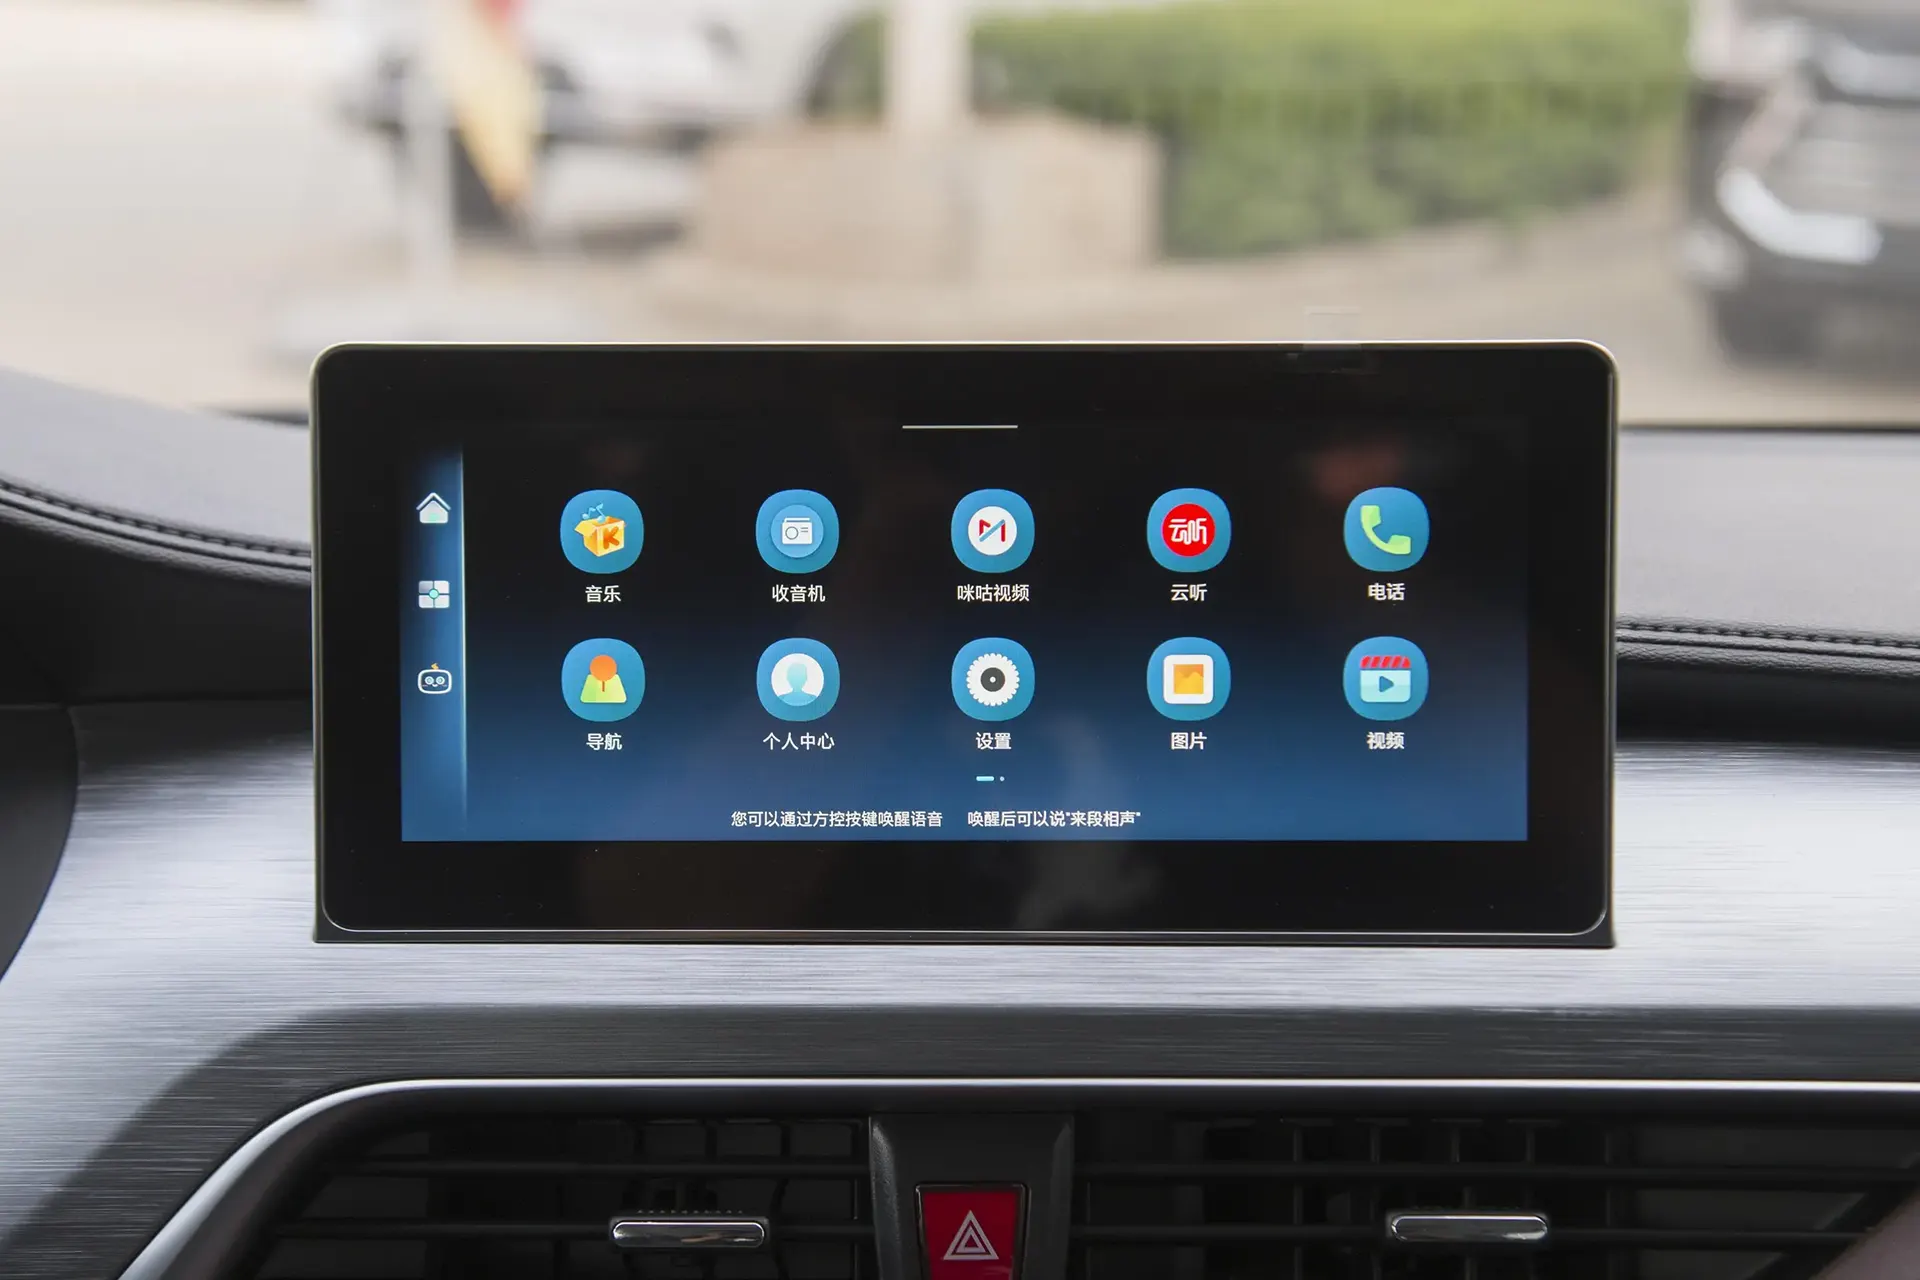 云听
K
音乐
收音机
咪咕视频
云听
电话
导航
个人中心
设置
图片
视频
您可以通过方控按键唤醒语音 唤醒后可以说"来段相声"